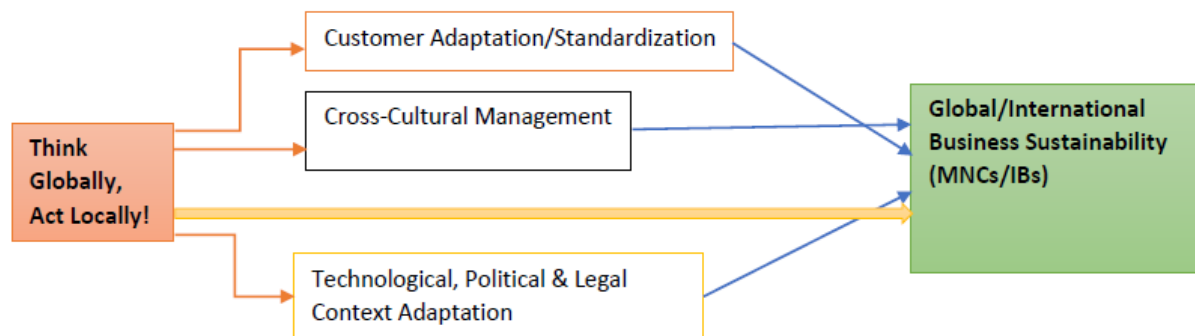 Customer Adaptation/Standardization
Cross-Cultural Management
Think
Globally,
Act Locally!
Global/International
Business Sustainability
(MNCs/IBs)
Technological, Political & Legal
Context Adaptation